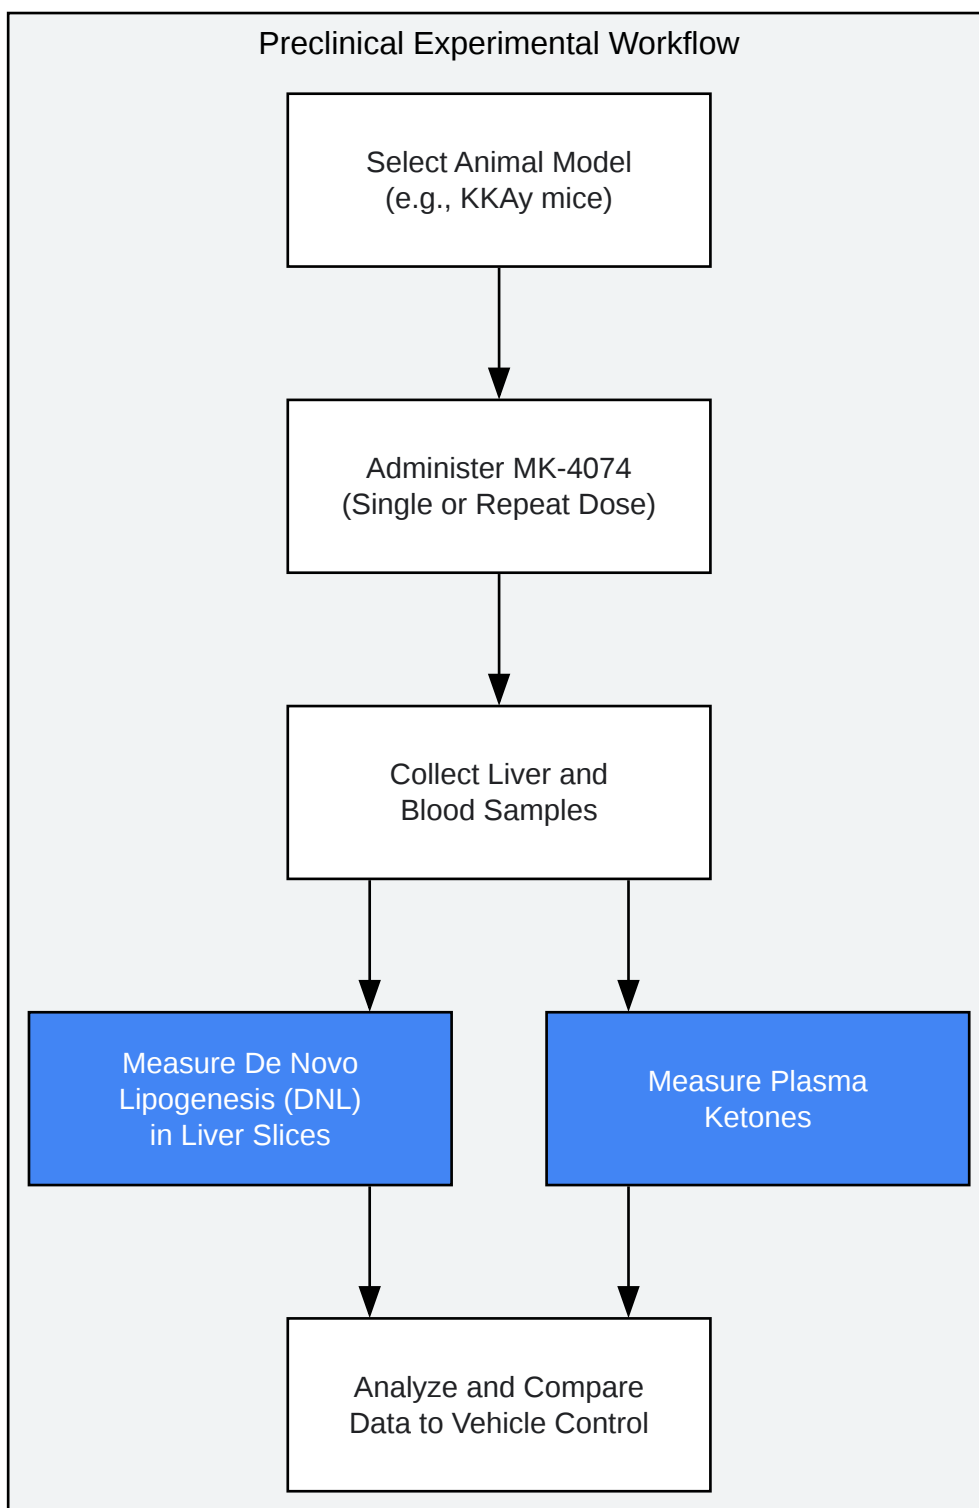 Preclinical Experimental Workflow
Select Animal Model
(e.g., KKAy mice)
Administer MK-4074
(Single or Repeat Dose)
Collect Liver and
Blood Samples
Measure De Novo
Lipogenesis (DNL)
in Liver Slices
Measure Plasma
Ketones
Analyze and Compare
Data to Vehicle Control